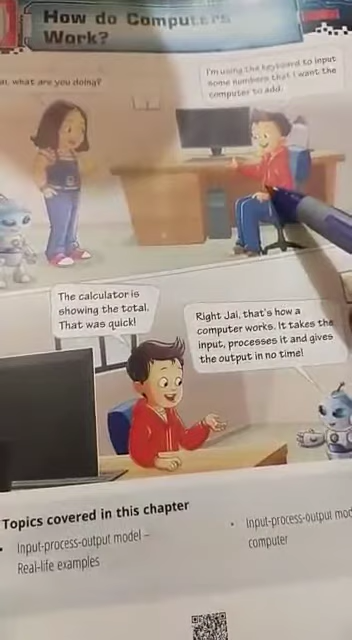 How do Computers
Work?
what are you doing?
I'm using the keyboard to input
some numbers that I want the
computer to add.
The calculator is
showing the total.
That was quick!
Right Jai, that's how a
computer works. It takes the
input, processes it and gives
the output in no time!
Topics covered in this chapter
• Input-process-output model –
Real-life examples
• Input-process-output
computer